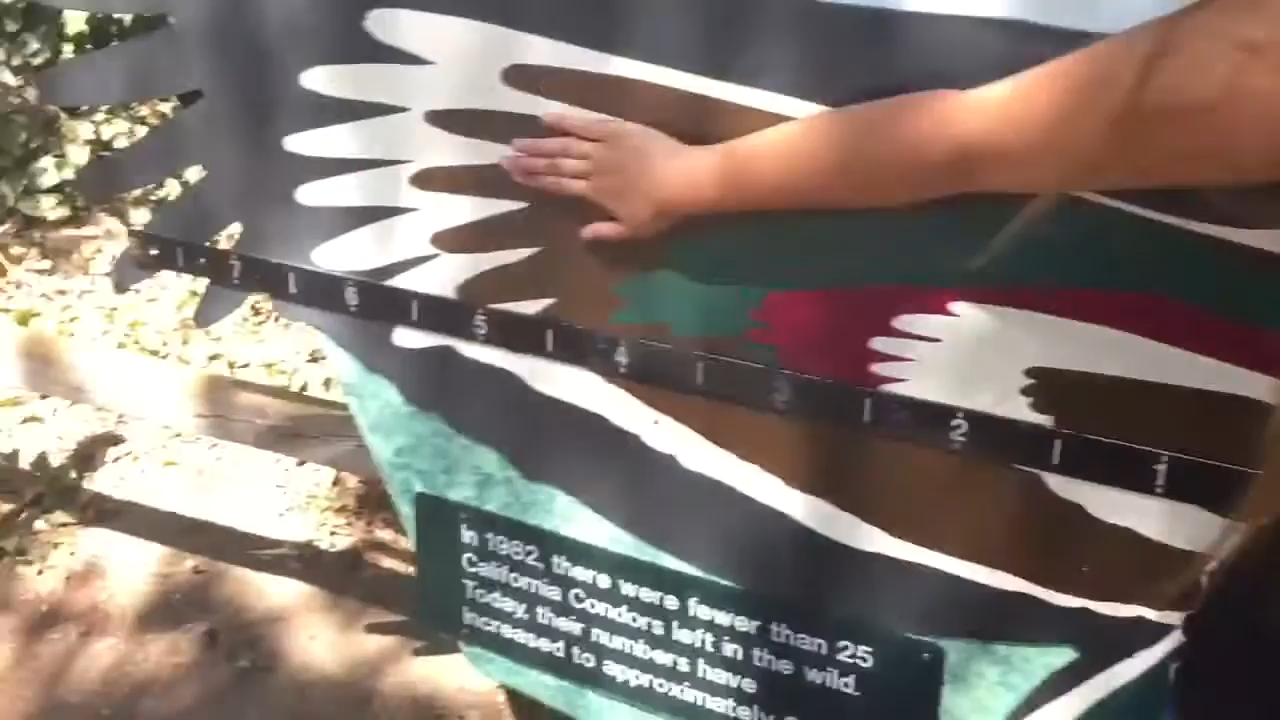 7 6 5 4 3 2 1
In 1982, there were fewer than 25
California Condors left in the wild.
Today, their numbers have
increased to approximately